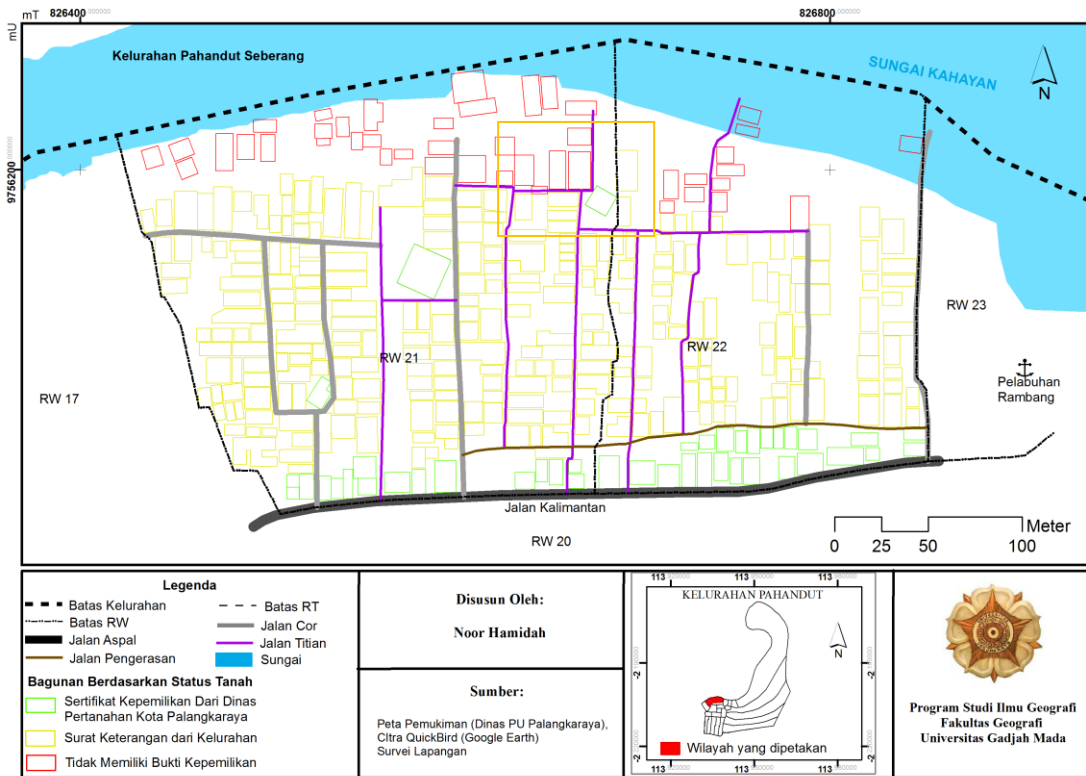 mT
826400.000000
826800.000000
mU
9756200.000000
Kelurahan Pahandut Seberang
SUNGAI KAHAYAN
N
RW 21
RW 22
RW 23
RW 17
Pelabuhan
Rambang
Jalan Kalimantan
RW 20
Meter
0 25 50 100
Legenda
Batas Kelurahan
Batas RW
Jalan Aspal
Jalan Pengerasan
Batas RT
Jalan Cor
Jalan Titian
Sungai
Bagunan Berdasarkan Status Tanah
Sertifikat Kepemilikan Dari Dinas
Pertanahan Kota Palangkaraya
Surat Keterangan dari Kelurahan
Tidak Memiliki Bukti Kepemilikan
Disusun Oleh:
Noor Hamidah
Sumber:
Peta Pemukiman (Dinas PU Palangkaraya),
CItra QuickBird (Google Earth)
Survei Lapangan
KELURAHAN PAHANDUT
N
Wilayah yang dipetakan
Program Studi Ilmu Geografi
Fakultas Geografi
Universitas Gadjah Mada